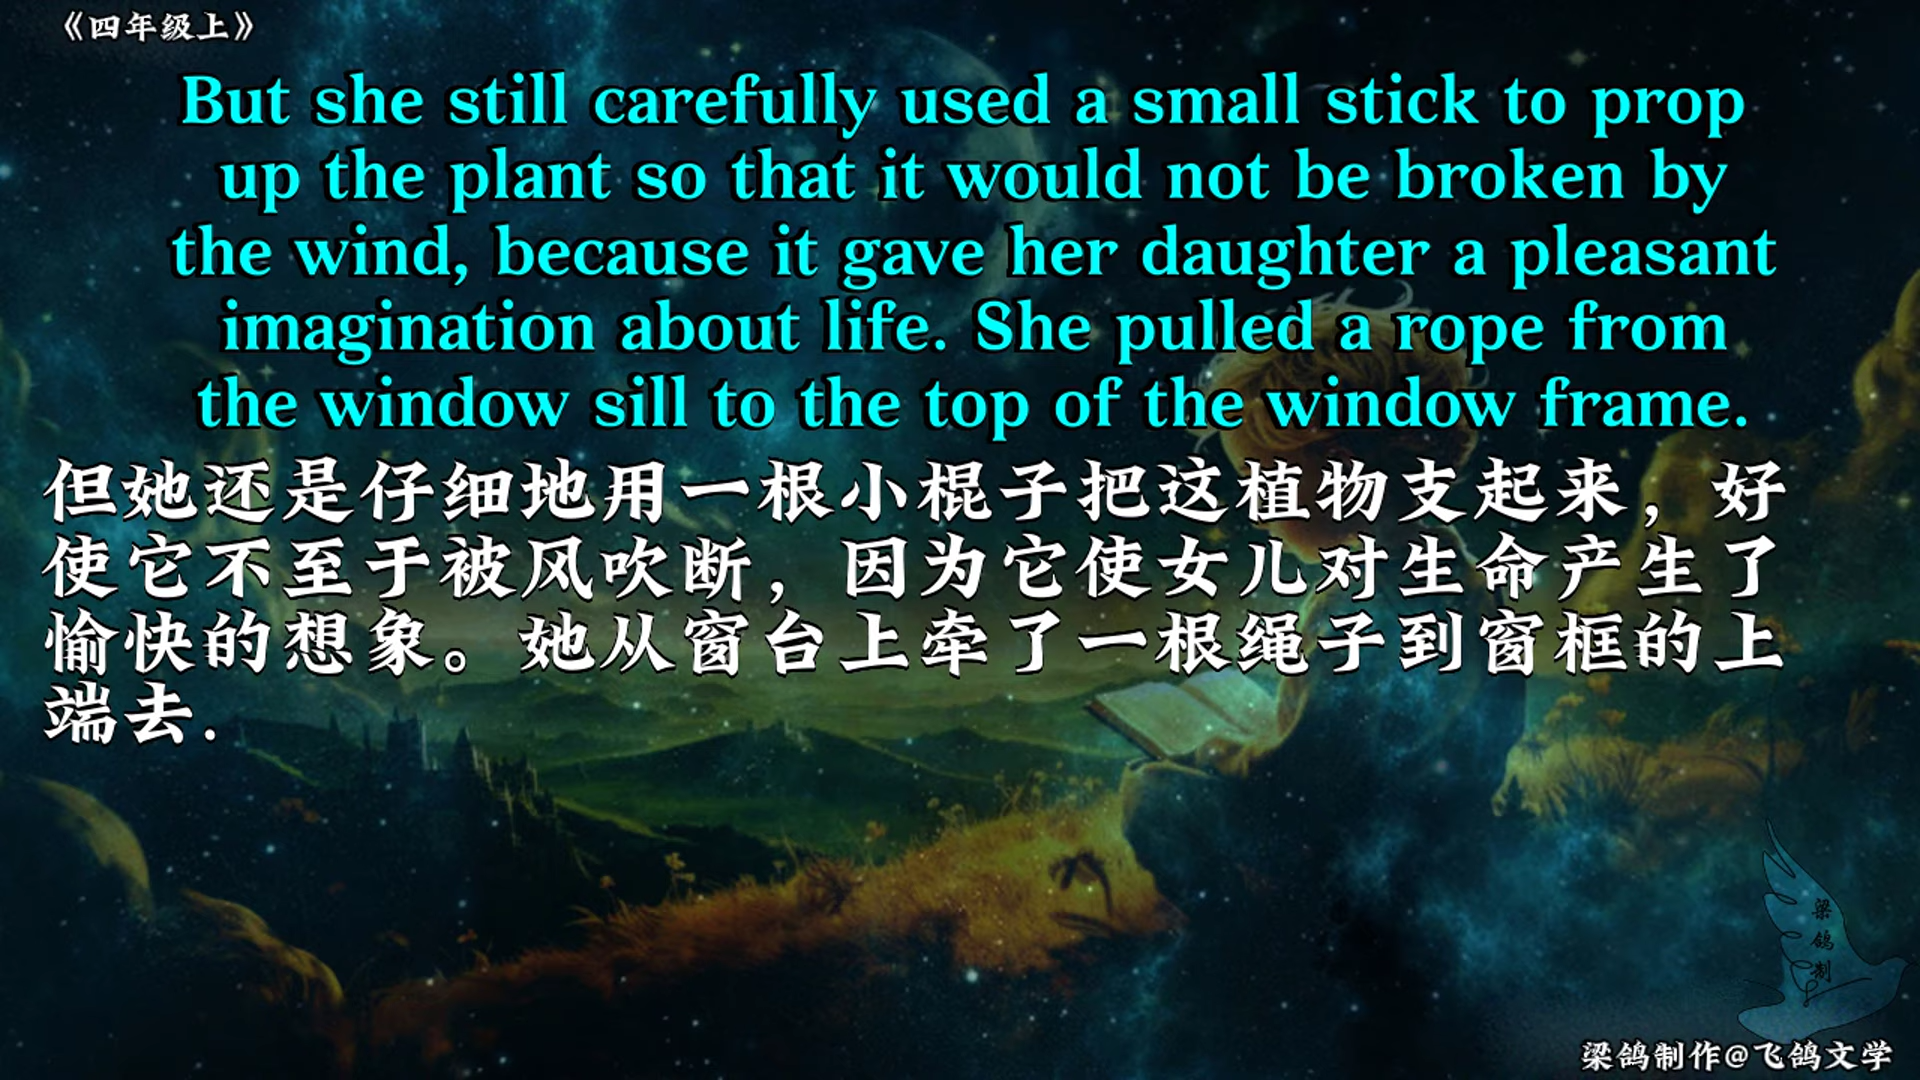 《四年级上》
But she still carefully used a small stick to prop
up the plant so that it would not be broken by
the wind, because it gave her daughter a pleasant
imagination about life. She pulled a rope from
the window sill to the top of the window frame.
但她还是仔细地用一根小棍子把这植物支起来，好
使它不至于被风吹断，因为它使女儿对生命产生了
愉快的想象。她从窗台上牵了一根绳子到窗框的上
端去.
梁鸽制
梁鸽制作@飞鸽文学